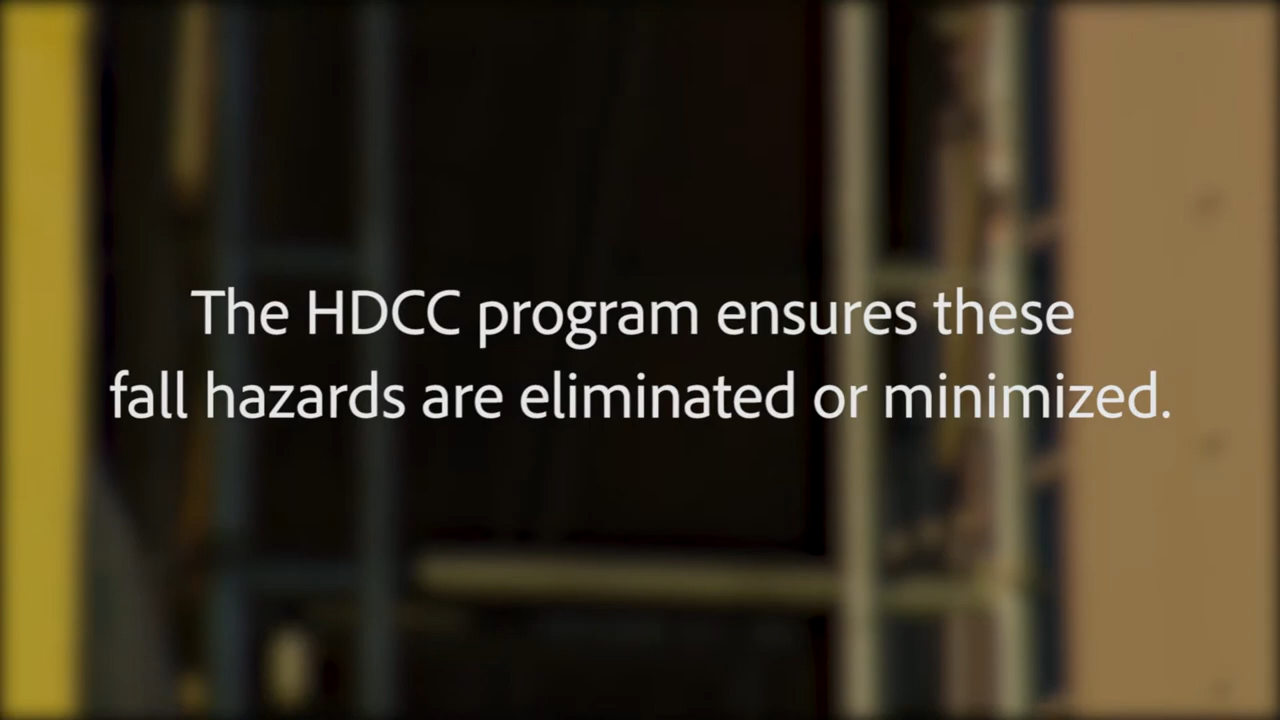 The HDCC program ensures these
fall hazards are eliminated or minimized.